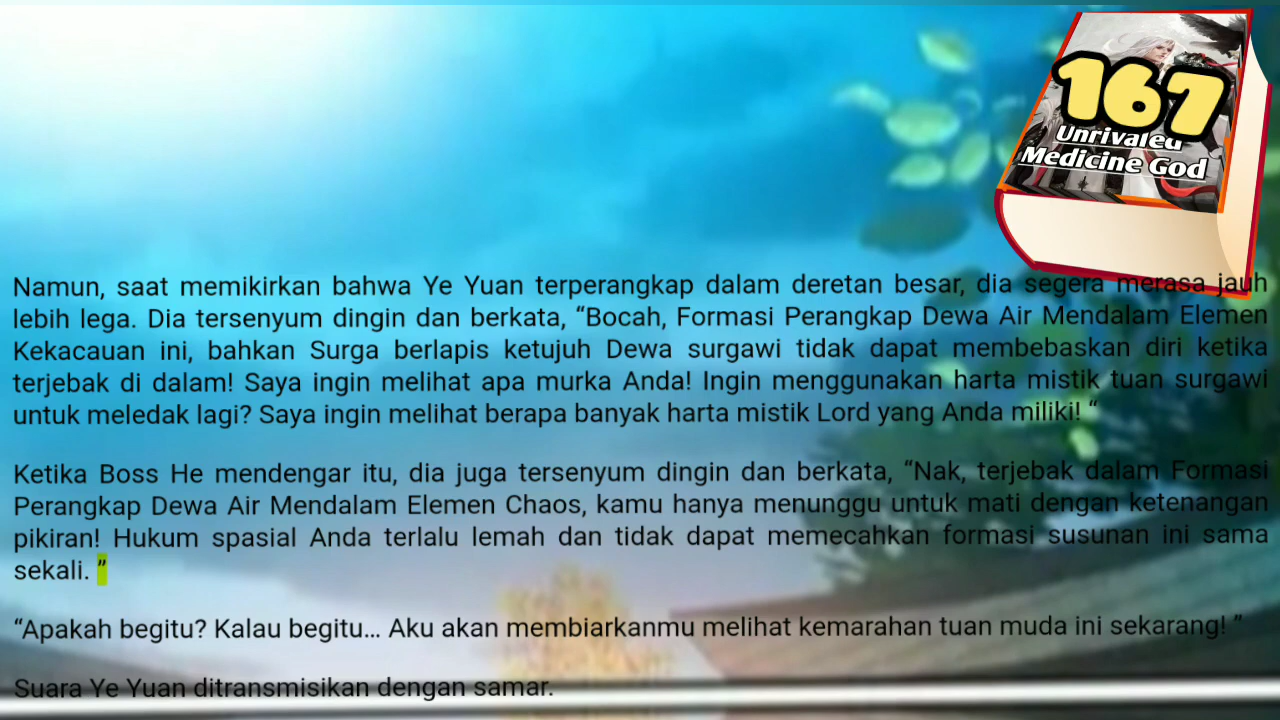 167
Unrivaled
Medicine God
Namun, saat memikirkan bahwa Ye Yuan terperangkap dalam deretan besar, dia segera merasa jauh
lebih lega. Dia tersenyum dingin dan berkata, “Bocah, Formasi Perangkap Dewa Air Mendalam Elemen
Kekacauan ini, bahkan Surga berlapis ketujuh Dewa surgawi tidak dapat membebaskan diri ketika
terjebak di dalam! Saya ingin melihat apa murka Anda! Ingin menggunakan harta mistik tuan surgawi
untuk meledak lagi? Saya ingin melihat berapa banyak harta mistik Lord yang Anda miliki! “
Ketika Boss He mendengar itu, dia juga tersenyum dingin dan berkata, “Nak, terjebak dalam Formasi
Perangkap Dewa Air Mendalam Elemen Chaos, kamu hanya menunggu untuk mati dengan ketenangan
pikiran! Hukum spasial Anda terlalu lemah dan tidak dapat memecahkan formasi susunan ini sama
sekali. ”
“Apakah begitu? Kalau begitu… Aku akan membiarkanmu melihat kemarahan tuan muda ini sekarang! ”
Suara Ye Yuan ditransmisikan dengan samar.